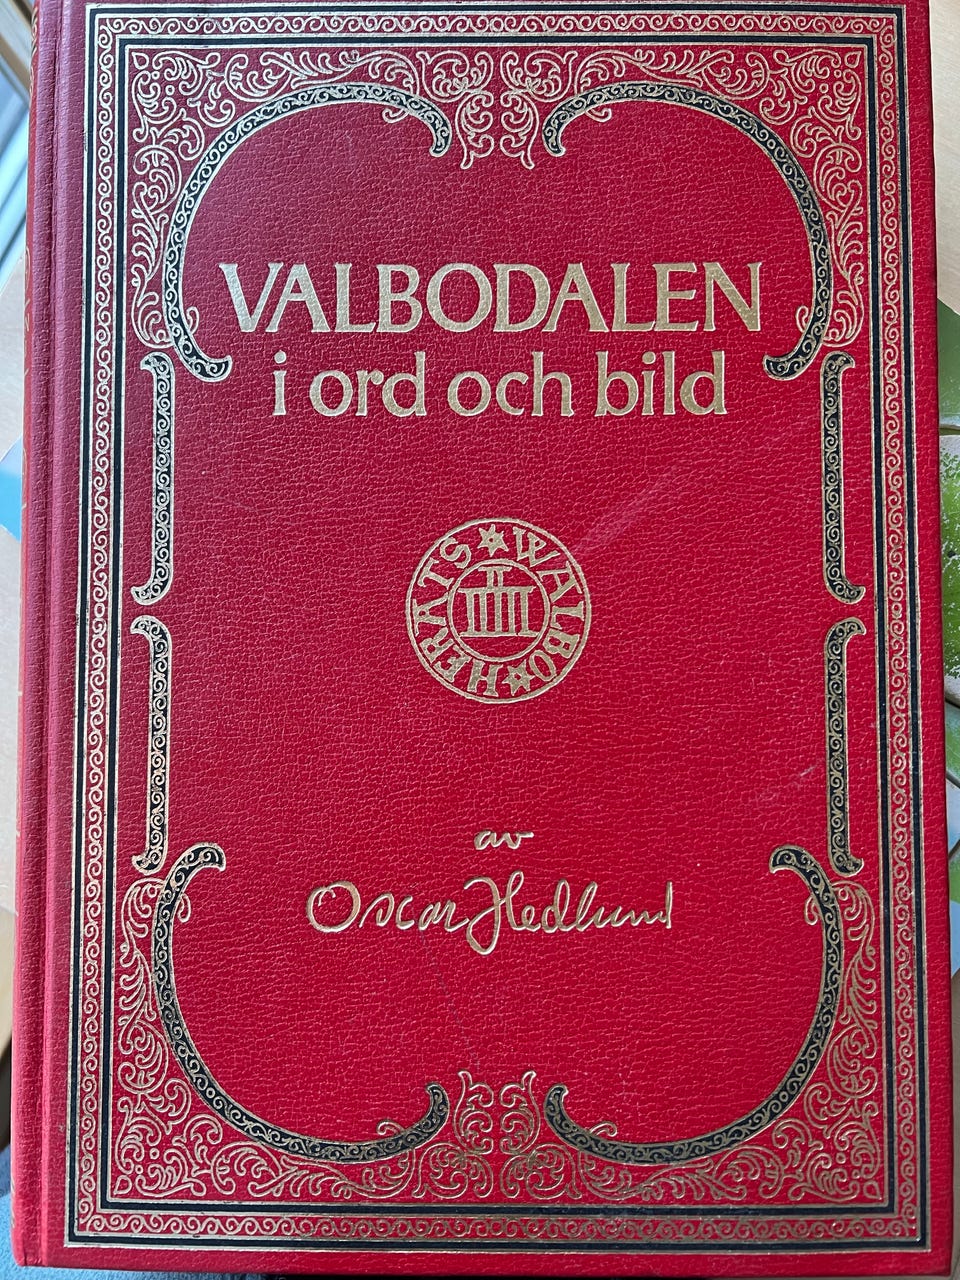 VALBODALEN
i ord och bild
WALBO HERATS
av
Oscar Hedlund